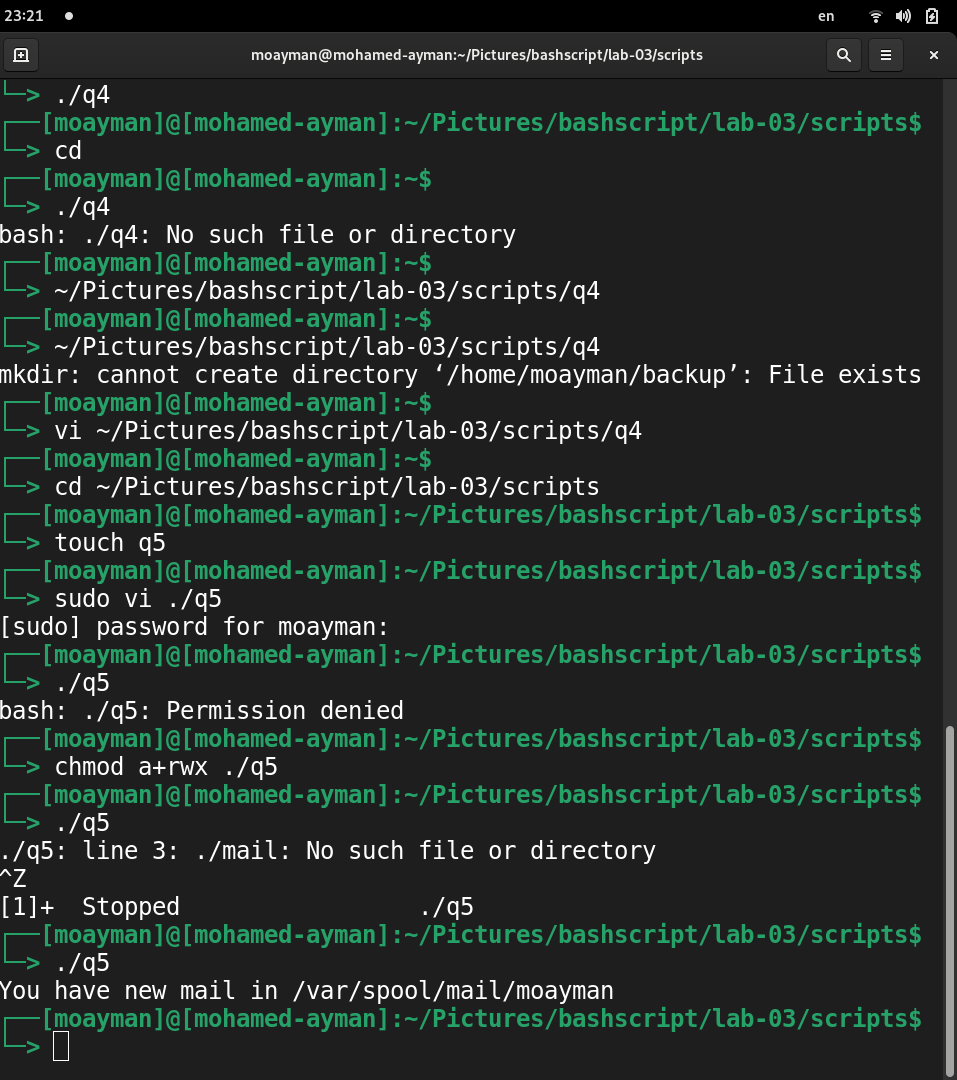 23:21
en
moayman@mohamed-ayman:~/Pictures/bashscript/lab-03/scripts
└─> ./q4
┌──[moayman]@[mohamed-ayman]:~/Pictures/bashscript/lab-03/scripts$
└─> cd
┌──[moayman]@[mohamed-ayman]:~$
└─> ./q4
bash: ./q4: No such file or directory
┌──[moayman]@[mohamed-ayman]:~$
└─> ~/Pictures/bashscript/lab-03/scripts/q4
┌──[moayman]@[mohamed-ayman]:~$
└─> ~/Pictures/bashscript/lab-03/scripts/q4
mkdir: cannot create directory ‘/home/moayman/backup’: File exists
┌──[moayman]@[mohamed-ayman]:~$
└─> vi ~/Pictures/bashscript/lab-03/scripts/q4
┌──[moayman]@[mohamed-ayman]:~$
└─> cd ~/Pictures/bashscript/lab-03/scripts
┌──[moayman]@[mohamed-ayman]:~/Pictures/bashscript/lab-03/scripts$
└─> touch q5
┌──[moayman]@[mohamed-ayman]:~/Pictures/bashscript/lab-03/scripts$
└─> sudo vi ./q5
[sudo] password for moayman:
┌──[moayman]@[mohamed-ayman]:~/Pictures/bashscript/lab-03/scripts$
└─> ./q5
bash: ./q5: Permission denied
┌──[moayman]@[mohamed-ayman]:~/Pictures/bashscript/lab-03/scripts$
└─> chmod a+rwx ./q5
┌──[moayman]@[mohamed-ayman]:~/Pictures/bashscript/lab-03/scripts$
└─> ./q5
./q5: line 3: ./mail: No such file or directory
^Z
[1]+  Stopped                 ./q5
┌──[moayman]@[mohamed-ayman]:~/Pictures/bashscript/lab-03/scripts$
└─> ./q5
You have new mail in /var/spool/mail/moayman
┌──[moayman]@[mohamed-ayman]:~/Pictures/bashscript/lab-03/scripts$
└─>